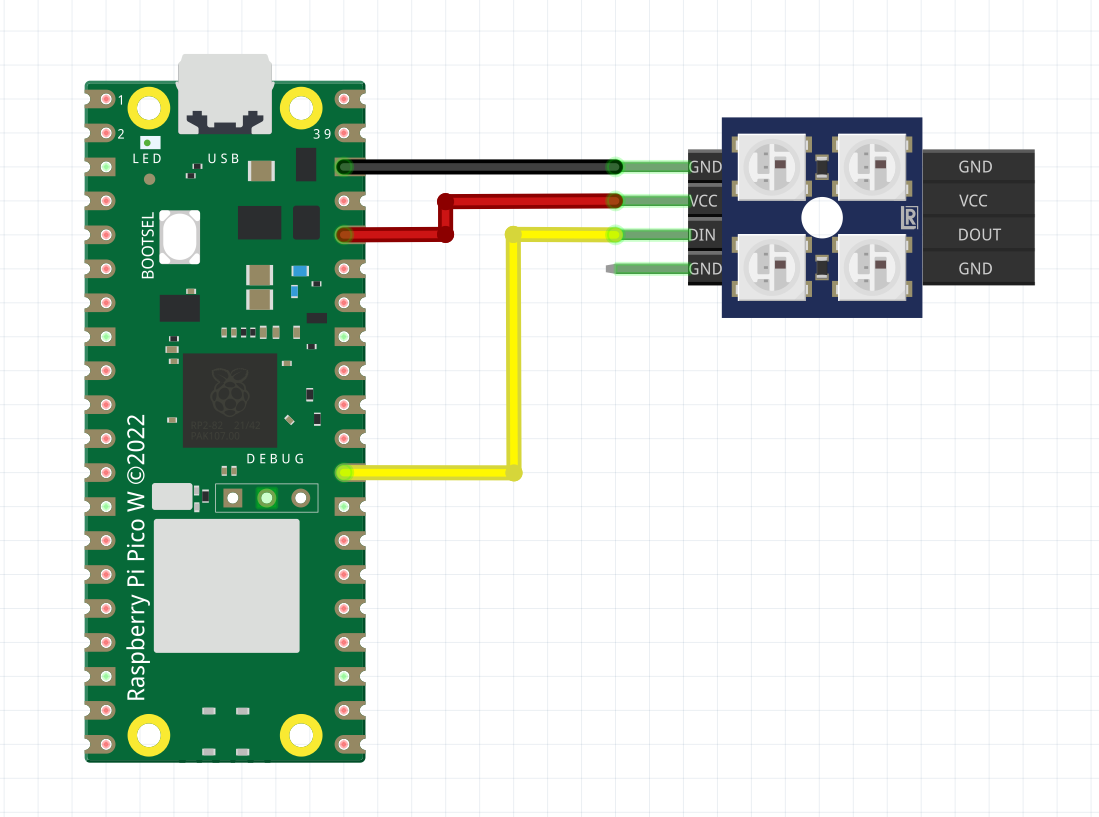 1
2
39
LED
USB
BOOTSEL
DEBUG
Raspberry Pi Pico W ©2022
GND
VCC
DIN
GND
R
GND
VCC
DOUT
GND